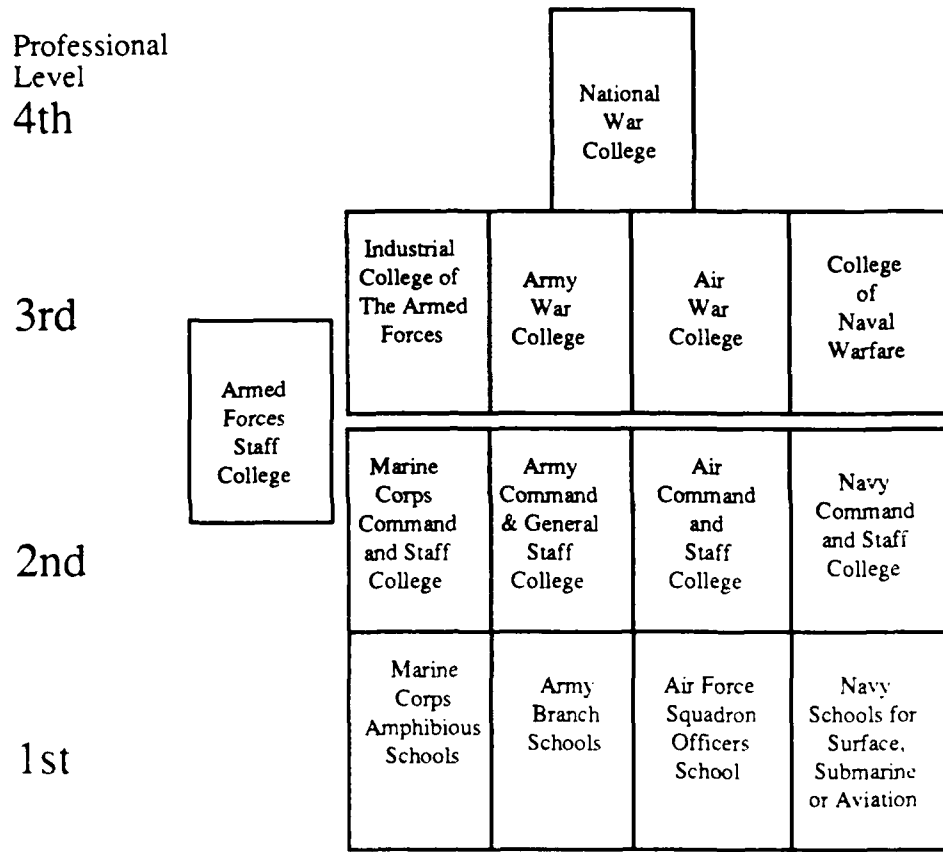 Professional
Level
4th
National
War
College
3rd
Industrial
College of
The Armed
Forces
Army
War
College
Air
War
College
College
of
Naval
Warfare
Armed
Forces
Staff
College
2nd
Marine
Corps
Command
and Staff
College
Army
Command
& General
Staff
College
Air
Command
and
Staff
College
Navy
Command
and Staff
College
1st
Marine
Corps
Amphibious
Schools
Army
Branch
Schools
Air Force
Squadron
Officers
School
Navy
Schools for
Surface,
Submarine
or Aviation